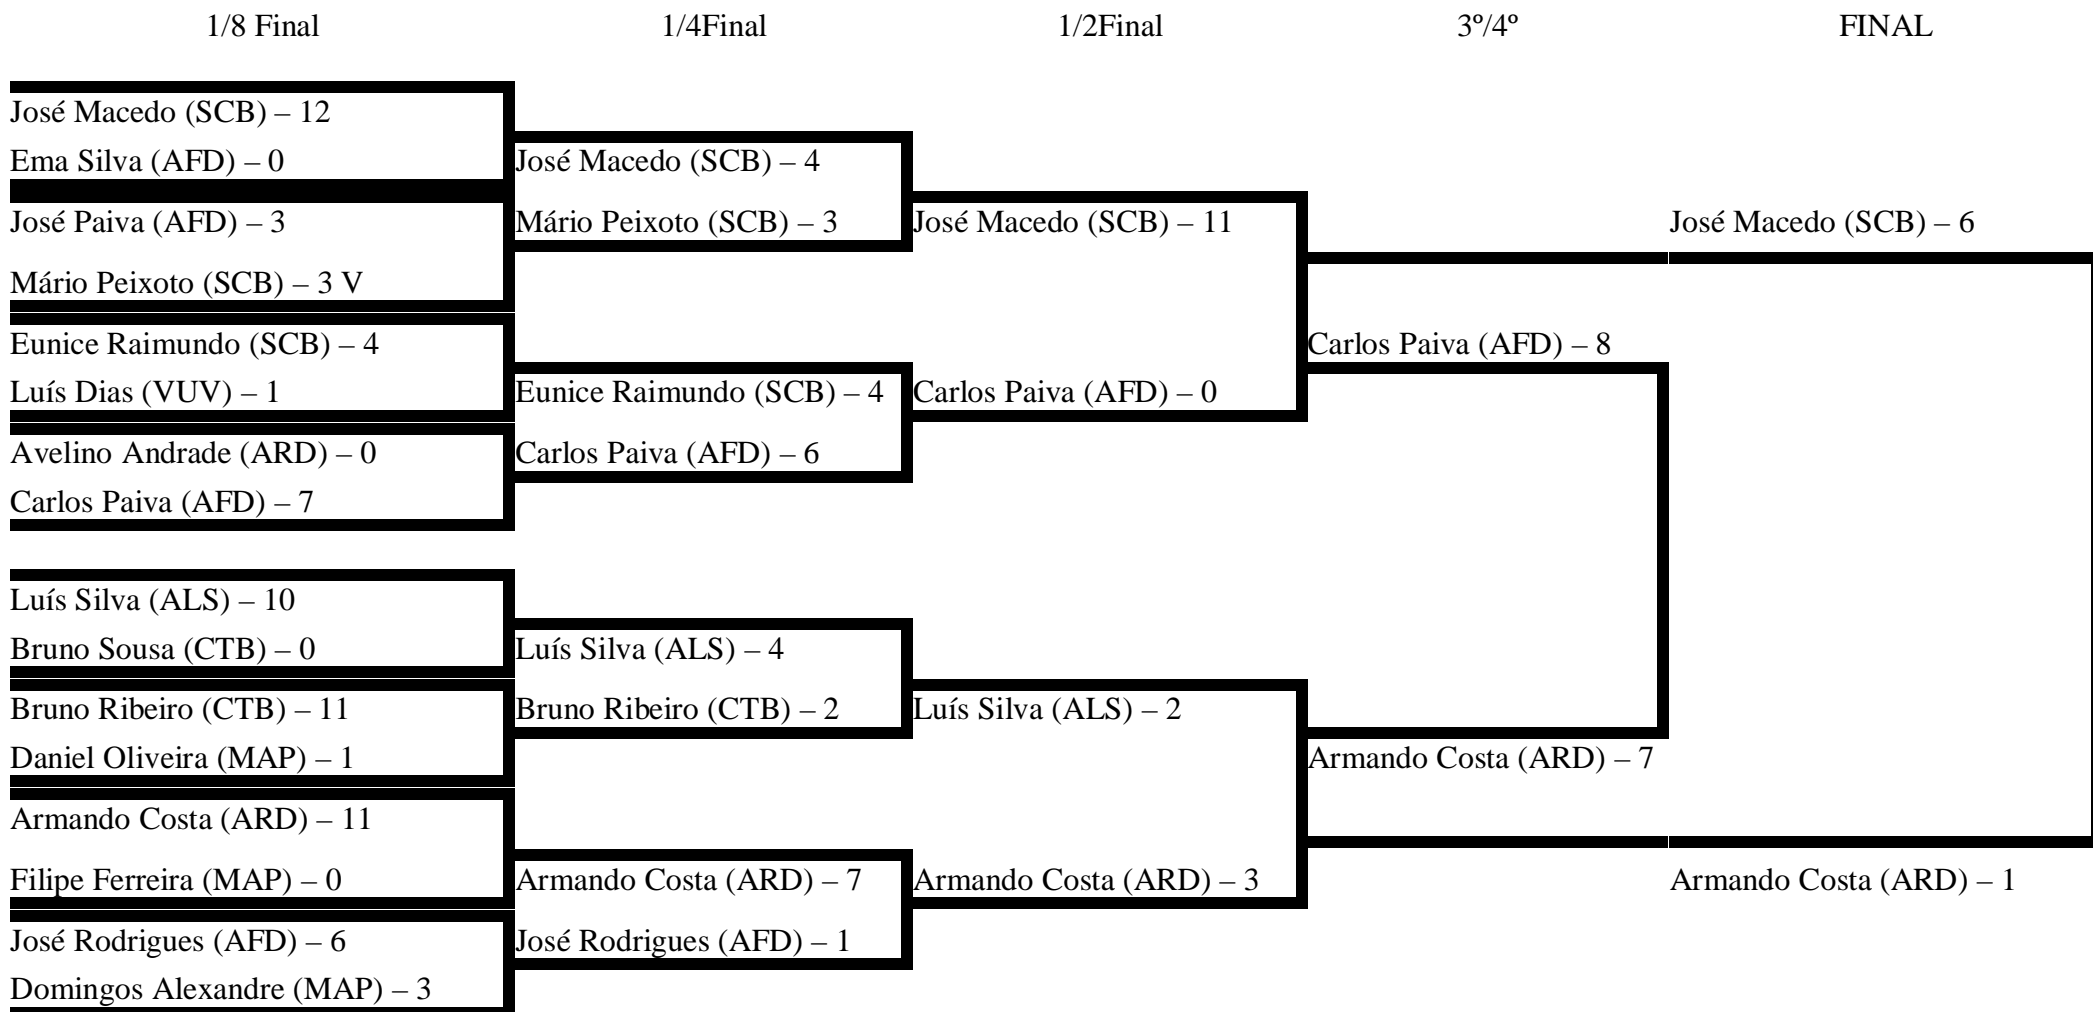 1/8 Final
1/4Final
1/2Final
3º/4º
FINAL
José Macedo (SCB) – 12
Ema Silva (AFD) – 0
José Paiva (AFD) – 3
Mário Peixoto (SCB) – 3 V
Eunice Raimundo (SCB) – 4
Luís Dias (VUV) – 1
Avelino Andrade (ARD) – 0
Carlos Paiva (AFD) – 7
Luís Silva (ALS) – 10
Bruno Sousa (CTB) – 0
Bruno Ribeiro (CTB) – 11
Daniel Oliveira (MAP) – 1
Armando Costa (ARD) – 11
Filipe Ferreira (MAP) – 0
José Rodrigues (AFD) – 6
Domingos Alexandre (MAP) – 3
José Macedo (SCB) – 4
Mário Peixoto (SCB) – 3
Eunice Raimundo (SCB) – 4
Carlos Paiva (AFD) – 6
Luís Silva (ALS) – 4
Bruno Ribeiro (CTB) – 2
Armando Costa (ARD) – 7
José Rodrigues (AFD) – 1
José Macedo (SCB) – 11
Carlos Paiva (AFD) – 0
Luís Silva (ALS) – 2
Armando Costa (ARD) – 3
Carlos Paiva (AFD) – 8
Armando Costa (ARD) – 7
José Macedo (SCB) – 6
Armando Costa (ARD) – 1